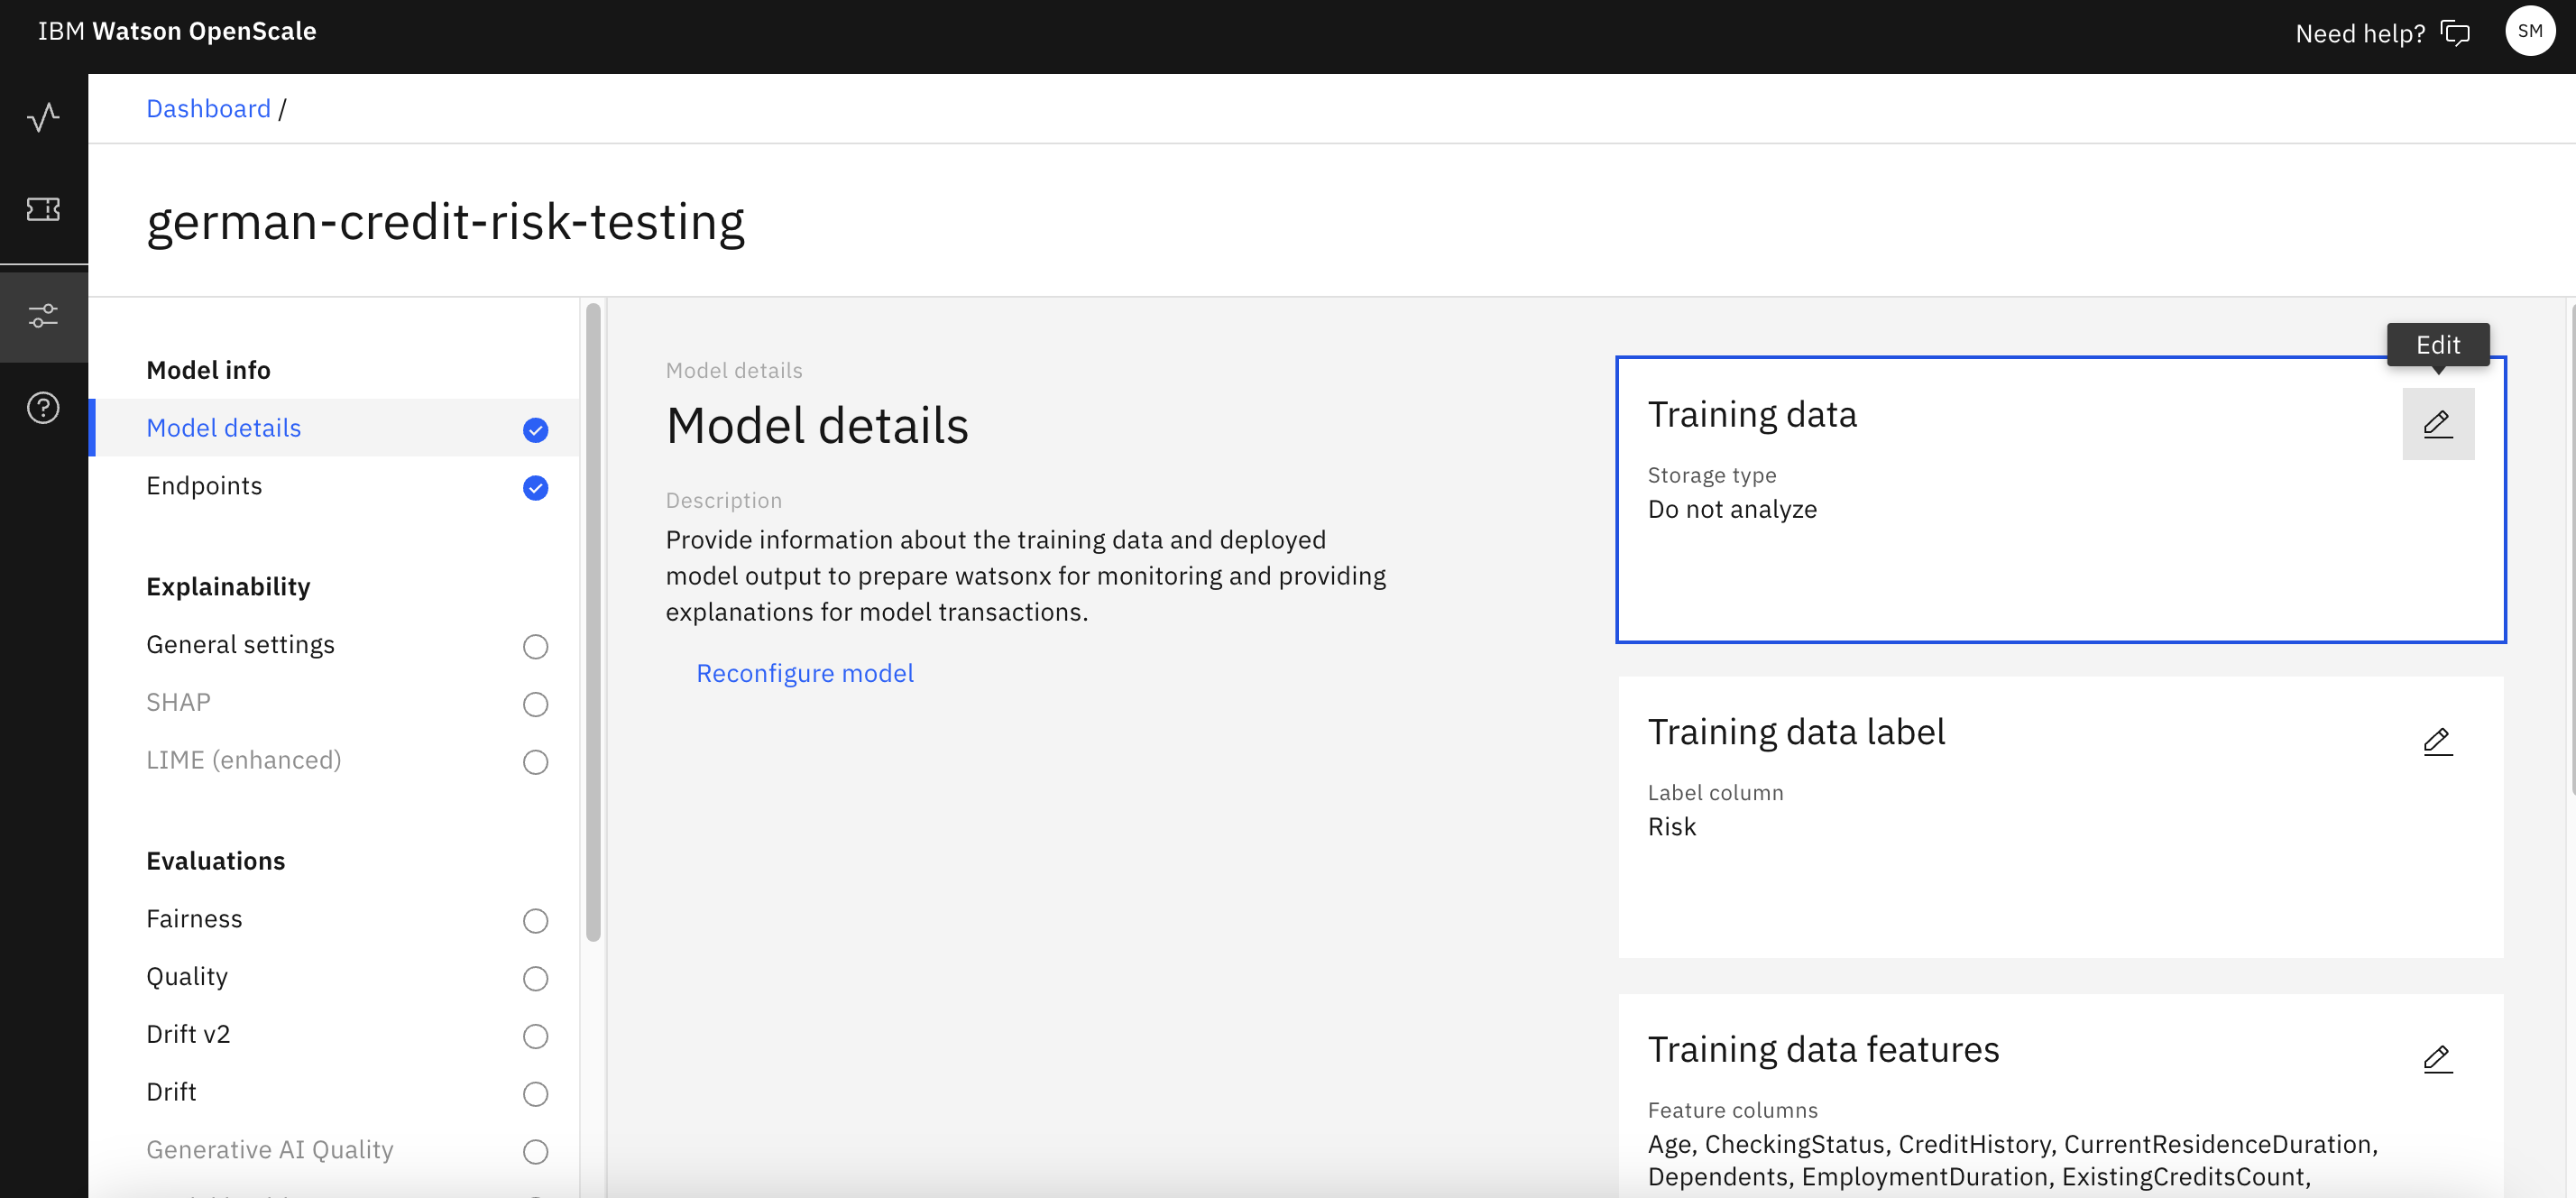 IBM Watson OpenScale
Need help?
SM
Dashboard /
german-credit-risk-testing
Model info
Model details
Endpoints
Explainability
General settings
SHAP
LIME (enhanced)
Evaluations
Fairness
Quality
Drift v2
Drift
Generative AI Quality
Model details
Model details
Description
Provide information about the training data and deployed
model output to prepare watsonx for monitoring and providing
explanations for model transactions.
Reconfigure model
Edit
Training data
Storage type
Do not analyze
Training data label
Label column
Risk
Training data features
Feature columns
Age, CheckingStatus, CreditHistory, CurrentResidenceDuration,
Dependents, EmploymentDuration, ExistingCreditsCount,